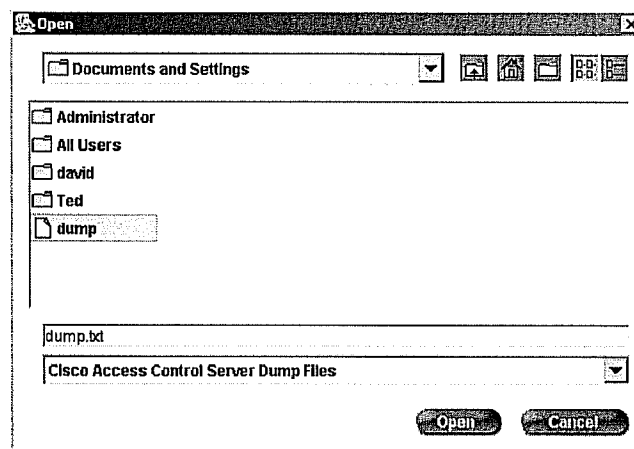 Open
Documents and Settings
Administrator
All Users
david
Ted
dump
dump.txt
Cisco Access Control Server Dump Files
Open
Cancel